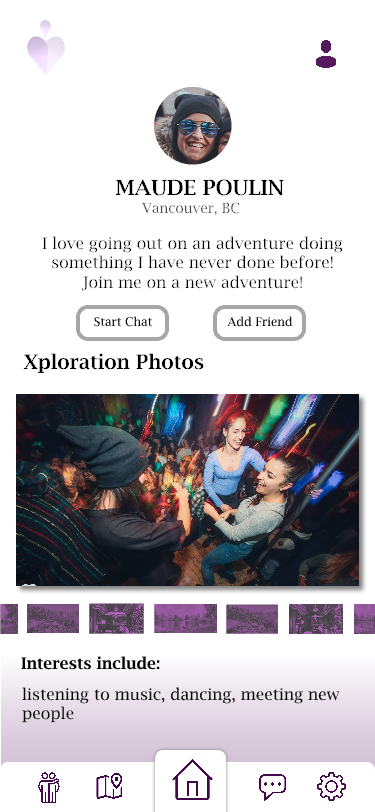 MAUDE POULIN
Vancouver, BC
I love going out on an adventure doing
something I have never done before!
Join me on a new adventure!
Start Chat
Add Friend
Xploration Photos
Interests include:
listening to music, dancing, meeting new
people